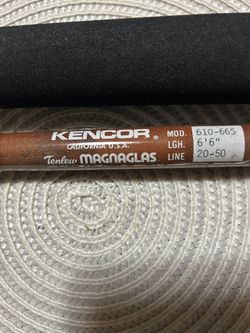 KENCOR
CALIFORNIA U.S.A.
Tenlew MAGNAGLAS
MOD. 610-66S
LGH. 6'6"
LINE 20-50